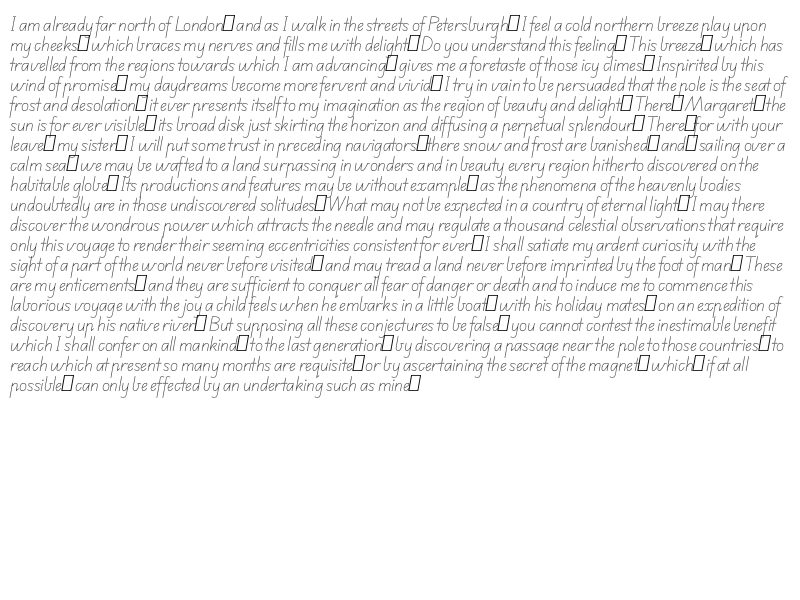 I am already far north of London▯ and as I walk in the streets of Petersburgh▯ I feel a cold northern breeze play upon
my cheeks▯ which braces my nerves and fills me with delight▯ Do you understand this feeling▯ This breeze▯ which has
travelled from the regions towards which I am advancing▯ gives me a foretaste of those icy climes▯ Inspirited by this
wind of promise▯ my daydreams become more fervent and vivid▯ I try in vain to be persuaded that the pole is the seat of
frost and desolation▯ it ever presents itself to my imagination as the region of beauty and delight▯ There▯ Margaret▯ the
sun is for ever visible▯ its broad disk just skirting the horizon and diffusing a perpetual splendour▯ There▯for with your
leave▯ my sister▯ I will put some trust in preceding navigators▯there snow and frost are banished▯ and▯ sailing over a
calm sea▯ we may be wafted to a land surpassing in wonders and in beauty every region hitherto discovered on the
habitable globe▯ Its productions and features may be without example▯ as the phenomena of the heavenly bodies
undoubtedly are in those undiscovered solitudes▯ What may not be expected in a country of eternal light▯ I may there
discover the wondrous power which attracts the needle and may regulate a thousand celestial observations that require
only this voyage to render their seeming eccentricities consistent for ever▯ I shall satiate my ardent curiosity with the
sight of a part of the world never before visited▯ and may tread a land never before imprinted by the foot of man▯ These
are my enticements▯ and they are sufficient to conquer all fear of danger or death and to induce me to commence this
laborious voyage with the joy a child feels when he embarks in a little boat▯ with his holiday mates▯ on an expedition of
discovery up his native river▯ But supposing all these conjectures to be false▯ you cannot contest the inestimable benefit
which I shall confer on all mankind▯ to the last generation▯ by discovering a passage near the pole to those countries▯ to
reach which at present so many months are requisite▯ or by ascertaining the secret of the magnet▯ which▯ if at all
possible▯ can only be effected by an undertaking such as mine▯